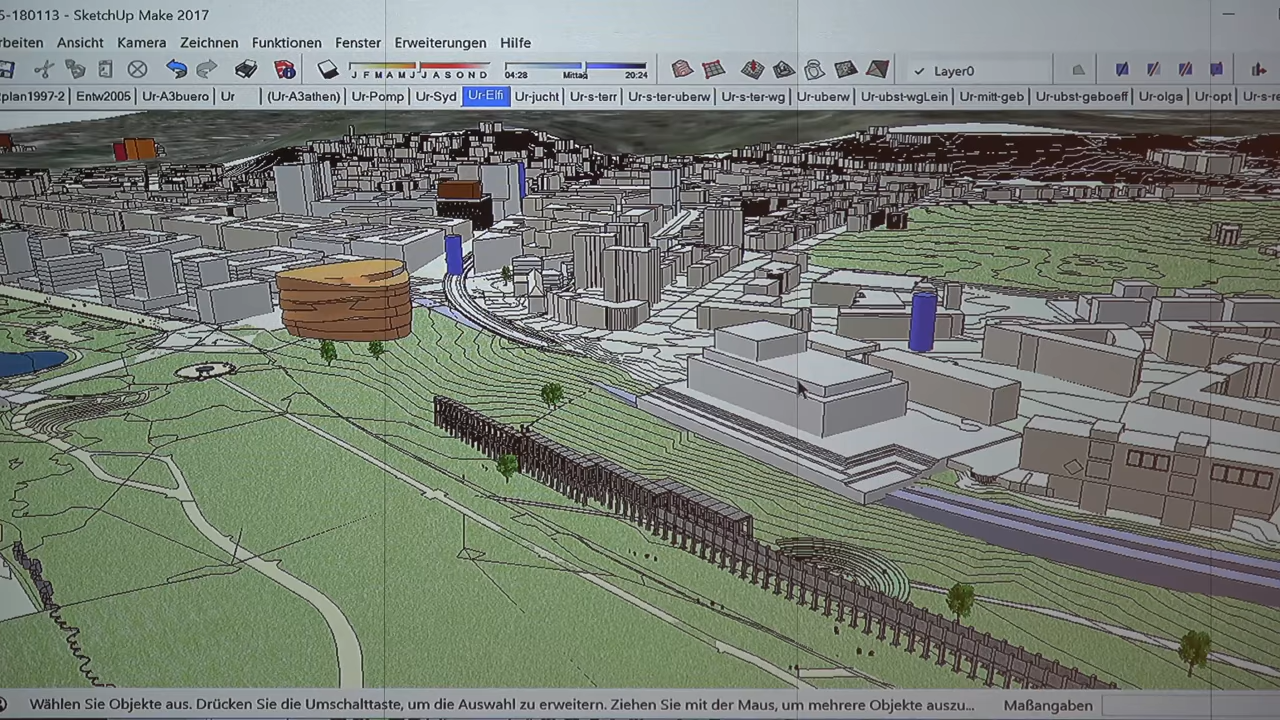 5-180113 - SketchUp Make 2017
rbeiten Ansicht Kamera Zeichnen Funktionen Fenster Erweiterungen Hilfe
J F M A M J J A S O N D 04:28 Mittag 20:24 Layer0
plan1997-2 Entw2005 Ur-A3buero Ur (Ur-A3athen) Ur-Pomp Ur-Syd Ur-Elfi Ur-jucht Ur-s-terr Ur-s-ter-uberw Ur-s-ter-wg Ur-uberw Ur-ubst-wgLein Ur-mitt-geb Ur-ubst-geboeff Ur-olga Ur-opt Ur-s-re
Wählen Sie Objekte aus. Drücken Sie die Umschalttaste, um die Auswahl zu erweitern. Ziehen Sie mit der Maus, um mehrere Objekte auszu... Maßangaben